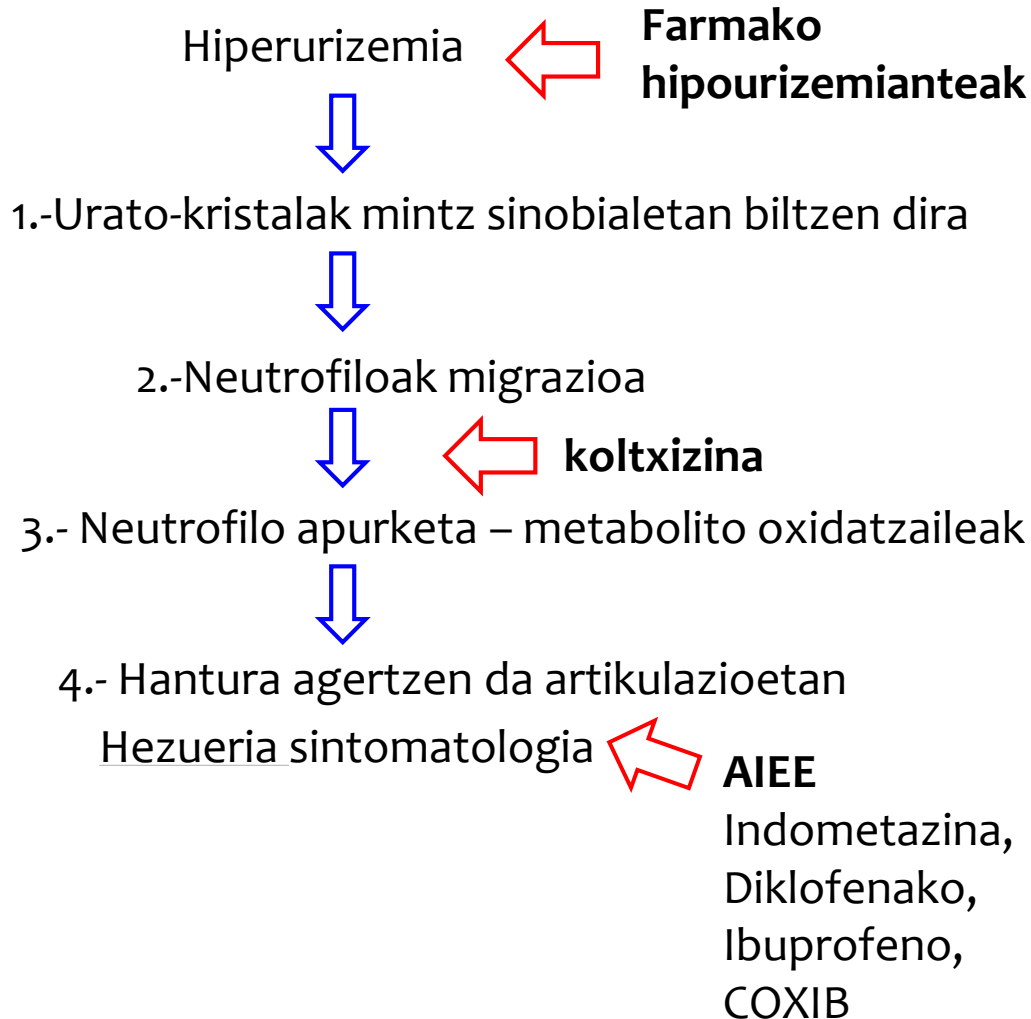 Hiperurizemia
Farmako
hipourizemianteak
1.-Urato-kristalak mintz sinobialetan biltzen dira
2.-Neutrofiloak migrazioa
koltxizina
3.- Neutrofilo apurketa – metabolito oxidatzaileak
4.- Hantura agertzen da artikulazioetan
Hezueria sintomatologia
AIEE
Indometazina,
Diklofenako,
Ibuprofeno,
COXIB